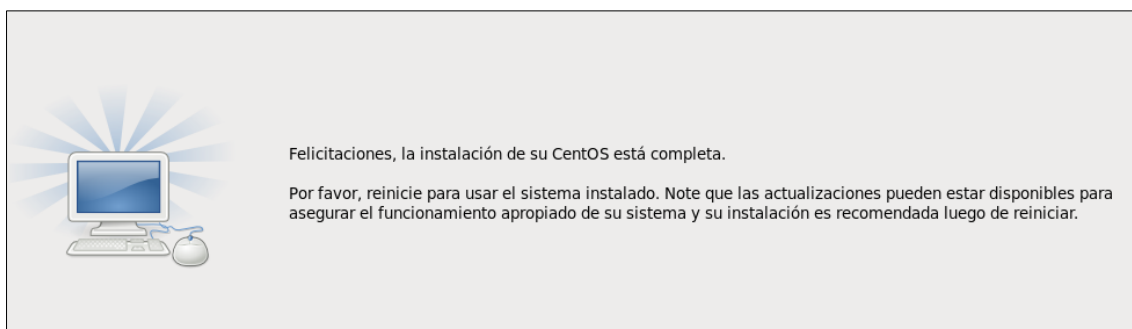 Felicitaciones, la instalación de su CentOS está completa.
Por favor, reinicie para usar el sistema instalado. Note que las actualizaciones pueden estar disponibles para
asegurar el funcionamiento apropiado de su sistema y su instalación es recomendada luego de reiniciar.